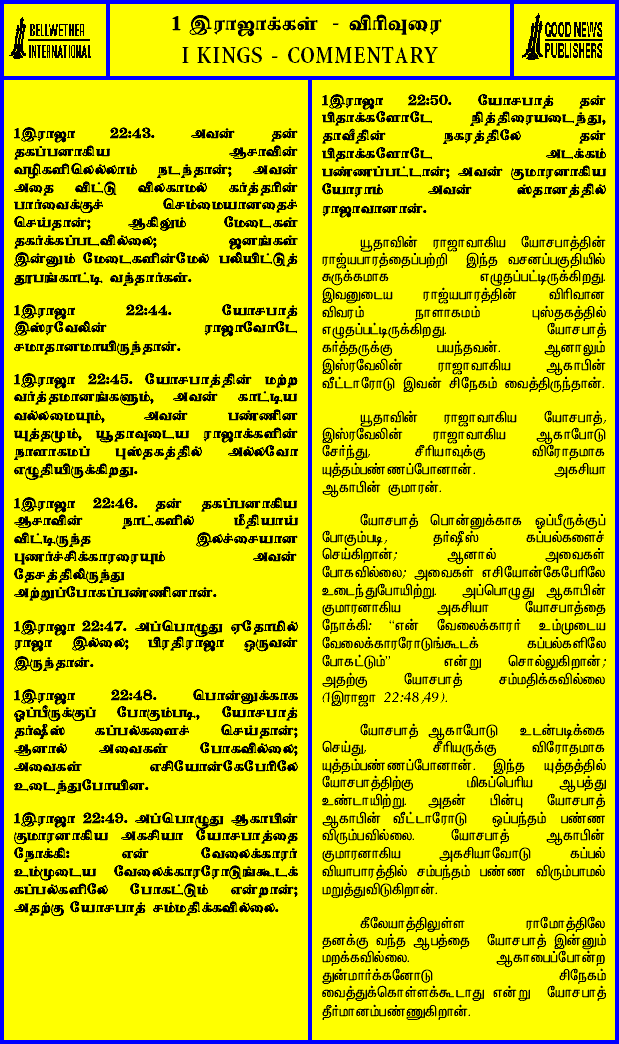 BELLWETHER
INTERNATIONAL
1 இராஜாக்கள் - விரிவுரை
I KINGS - COMMENTARY
GOOD NEWS
PUBLISHERS
1இராஜா 22:43. அவன் தன்
தகப்பனாகிய ஆசாவின்
வழிகளிலெல்லாம் நடந்தான்; அவன்
அதை விட்டு விலகாமல் கர்த்தரின்
பார்வைக்குச் செம்மையானதைச்
செய்தான்; ஆகிலும் மேடைகள்
தகர்க்கப்படவில்லை; ஜனங்கள்
இன்னும் மேடைகளின்மேல் பலியிட்டுத்
தூபங்காட்டி வந்தார்கள்.
1இராஜா 22:44. யோசபாத்
இஸ்ரவேலின் ராஜாவோடே
சமாதானமாயிருந்தான்.
1இராஜா 22:45. யோசபாத்தின் மற்ற
வர்த்தமானங்களும், அவன் காட்டிய
வல்லமையும், அவன் பண்ணின
யுத்தமும், யூதாவுடைய ராஜாக்களின்
நாளாகமப் புஸ்தகத்தில் அல்லவோ
எழுதியிருக்கிறது.
1இராஜா 22:46. தன் தகப்பனாகிய
ஆசாவின் நாட்களில் மீதியாய்
விட்டிருந்த இலச்சையான
புணர்ச்சிக்காரரையும் அவன்
தேசத்திலிருந்து
அற்றுப்போகப்பண்ணினான்.
1இராஜா 22:47. அப்பொழுது ஏதோமில்
ராஜா இல்லை; பிரதிராஜா ஒருவன்
இருந்தான்.
1இராஜா 22:48. பொன்னுக்காக
ஓப்பீருக்குப் போகும்படி, யோசபாத்
தர்ஷீஸ் கப்பல்களைச் செய்தான்;
ஆனால் அவைகள் போகவில்லை;
அவைகள் எசியோன்கேபேரிலே
உடைந்துபோயின.
1இராஜா 22:49. அப்பொழுது ஆகாபின்
குமாரனாகிய அகசியா யோசபாத்தை
நோக்கி: என் வேலைக்காரர்
உம்முடைய வேலைக்காரரோடுங்கூடக்
கப்பல்களிலே போகட்டும் என்றான்;
அதற்கு யோசபாத் சம்மதிக்கவில்லை.
1இராஜா 22:50. யோசபாத் தன்
பிதாக்களோடே நித்திரையடைந்து,
தாவீதின் நகரத்திலே தன்
பிதாக்களோடே அடக்கம்
பண்ணப்பட்டான்; அவன் குமாரனாகிய
யோராம் அவன் ஸ்தானத்தில்
ராஜாவானான்.
யூதாவின் ராஜாவாகிய யோசபாத்தின்
ராஜ்யபாரத்தைப்பற்றி இந்த வசனப்பகுதியில்
சுருக்கமாக எழுதப்பட்டிருக்கிறது.
இவனுடைய ராஜ்யபாரத்தின் விரிவான
விவரம் நாளாகமம் புஸ்தகத்தில்
எழுதப்பட்டிருக்கிறது. யோசபாத்
கர்த்தருக்கு பயந்தவன். ஆனாலும்
இஸ்ரவேலின் ராஜாவாகிய ஆகாபின்
வீட்டாரோடு இவன் சிநேகம் வைத்திருந்தான்.
யூதாவின் ராஜாவாகிய யோசபாத்,
இஸ்ரவேலின் ராஜாவாகிய ஆகாபோடு
சேர்ந்து, சீரியாவுக்கு விரோதமாக
யுத்தம்பண்ணப்போனான். அகசியா
ஆகாபின் குமாரன்.
யோசபாத் பொன்னுக்காக ஒப்பீருக்குப்
போகும்படி, தர்ஷீஸ் கப்பல்களைச்
செய்கிறான்; ஆனால் அவைகள்
போகவில்லை; அவைகள் எசியோன்கேபேரிலே
உடைந்துபோயிற்று. அப்பொழுது ஆகாபின்
குமாரனாகிய அகசியா யோசபாத்தை
நோக்கி: "என் வேலைக்காரர் உம்முடைய
வேலைக்காரரோடுங்கூடக் கப்பல்களிலே
போகட்டும்" என்று சொல்லுகிறான்;
அதற்கு யோசபாத் சம்மதிக்கவில்லை
(1இராஜா 22:48,49).
யோசபாத் ஆகாபோடு உடன்படிக்கை
செய்து, சீரியருக்கு விரோதமாக
யுத்தம்பண்ணப்போனான். இந்த யுத்தத்தில்
யோசபாத்திற்கு மிகப்பெரிய ஆபத்து
உண்டாயிற்று. அதன் பின்பு யோசபாத்
ஆகாபின் வீட்டாரோடு ஒப்பந்தம் பண்ண
விரும்பவில்லை. யோசபாத் ஆகாபின்
குமாரனாகிய அகசியாவோடு கப்பல்
வியாபாரத்தில் சம்பந்தம் பண்ண விரும்பாமல்
மறுத்துவிடுகிறான்.
கீலேயாத்திலுள்ள ராமோத்திலே
தனக்கு வந்த ஆபத்தை யோசபாத் இன்னும்
மறக்கவில்லை. ஆகாபைப்போன்ற
துன்மார்க்கனோடு சிநேகம்
வைத்துக்கொள்ளக்கூடாது என்று யோசபாத்
தீர்மானம்பண்ணுகிறான்.